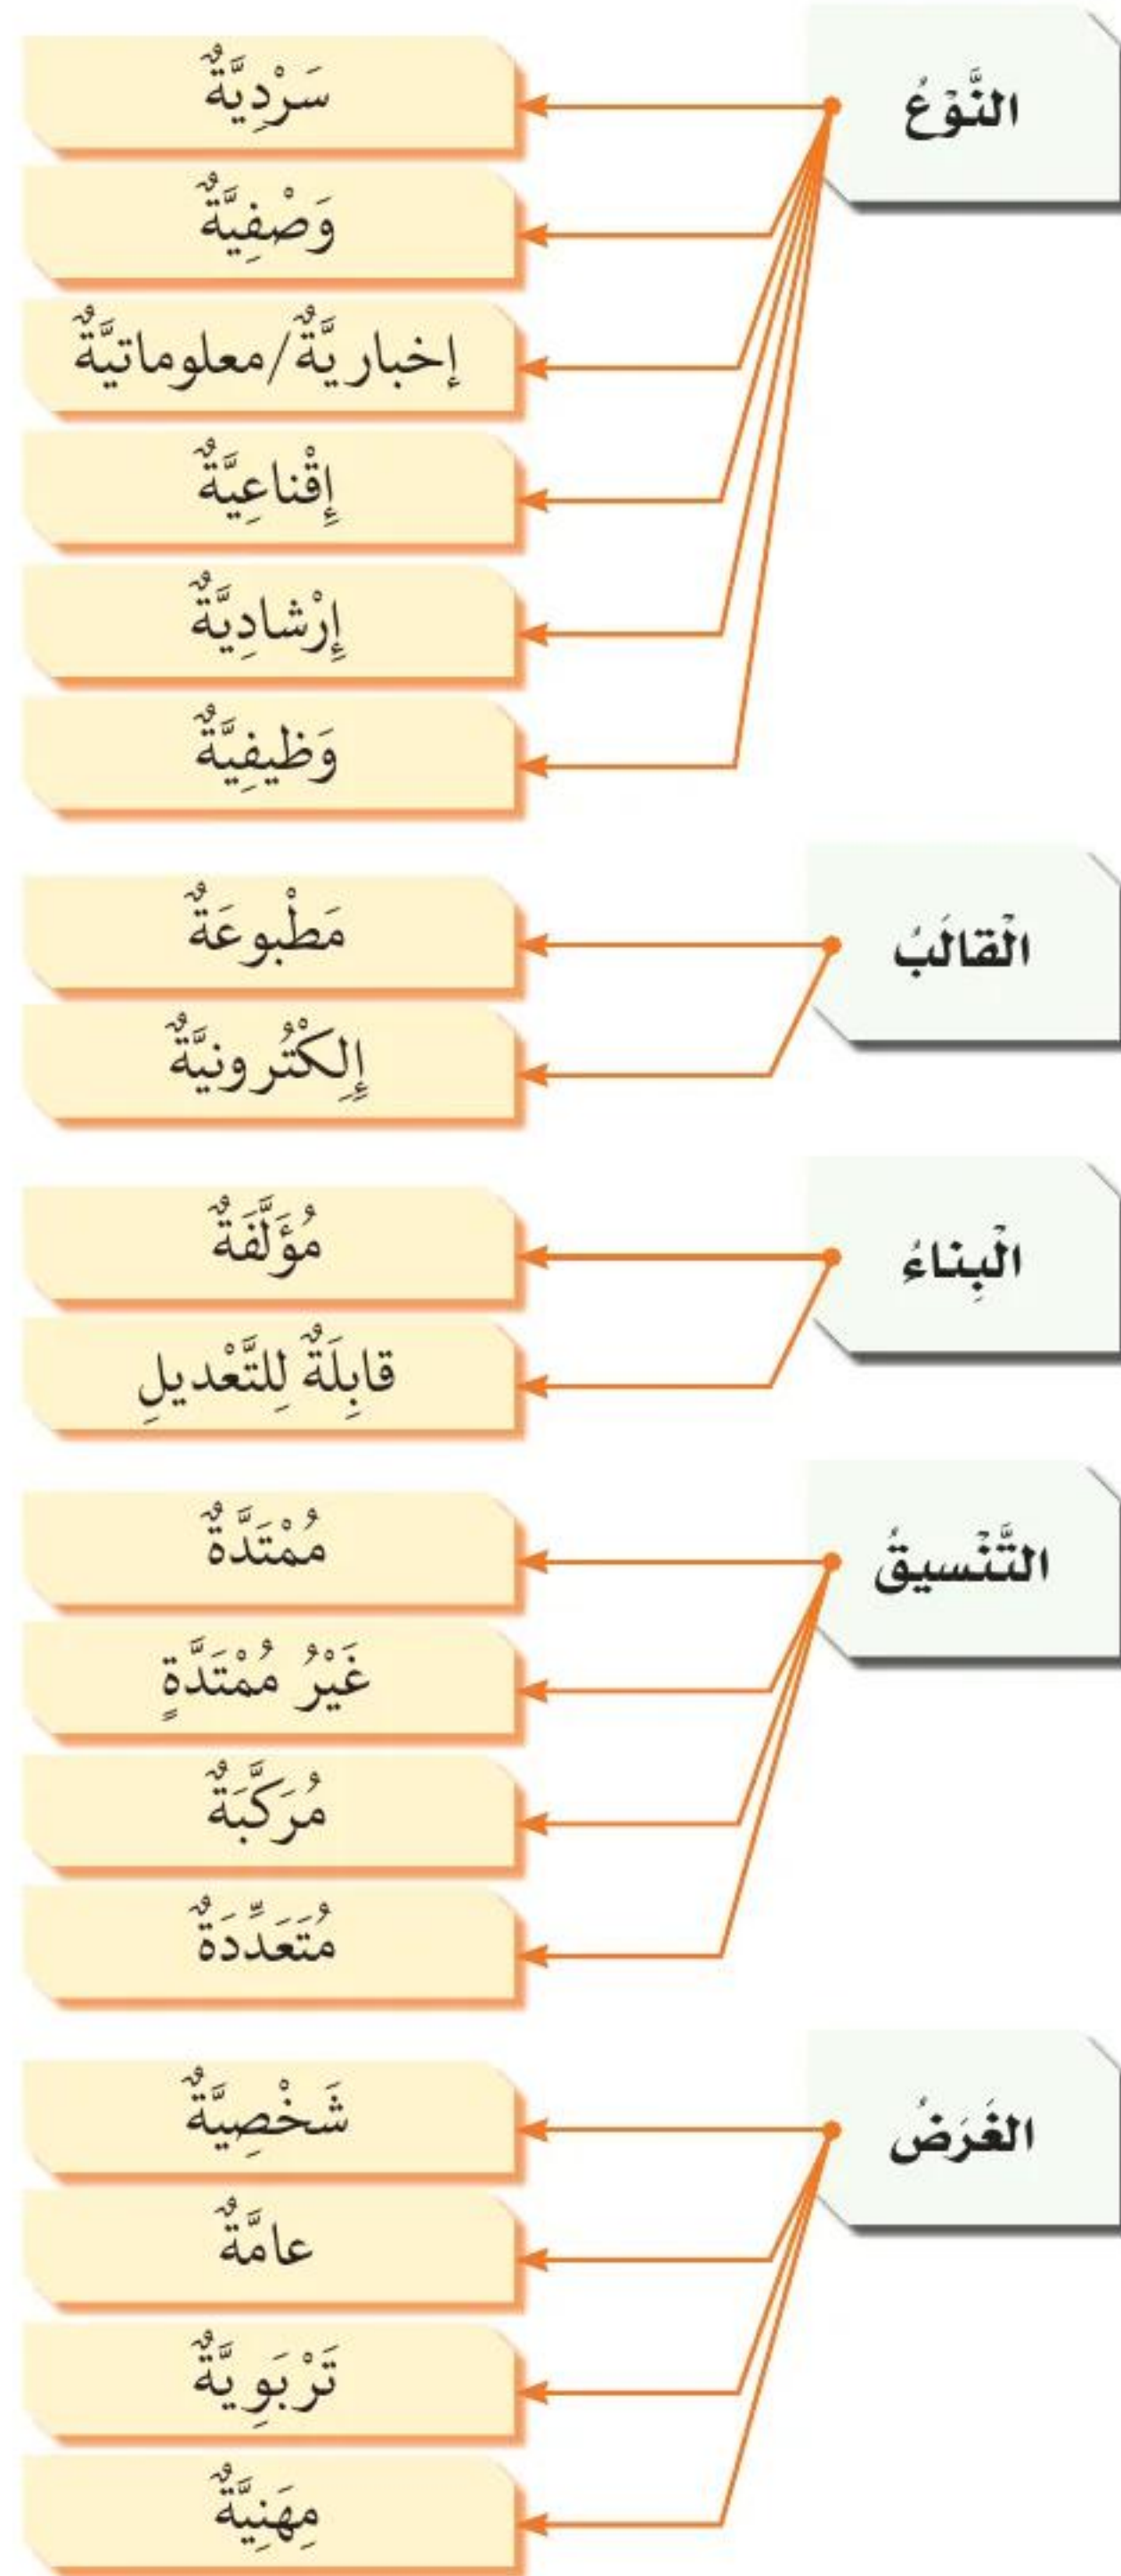 النَّوْعُ
سَرْدِيَّةٌ
وَصْفِيَّةٌ
إخباريَّةٌ/معلوماتيَّةٌ
إِقْناعِيَّةٌ
إِرْشادِيَّةٌ
وَظيفِيَّةٌ
الْقالَبُ
مَطْبوعَةٌ
إِلِكْتُرونيَّةٌ
الْبِناءُ
مُؤَلَّفَةٌ
قابِلَةٌ لِلتَّعْديلِ
التَّنْسيقُ
مُمْتَدَّةٌ
غَيْرُ مُمْتَدَّةٍ
مُرَكَّبَةٌ
مُتَعَدِّدَةٌ
الغَرَضُ
شَخْصِيَّةٌ
عامَّةٌ
تَرْبَوِيَّةٌ
مِهَنِيَّةٌ